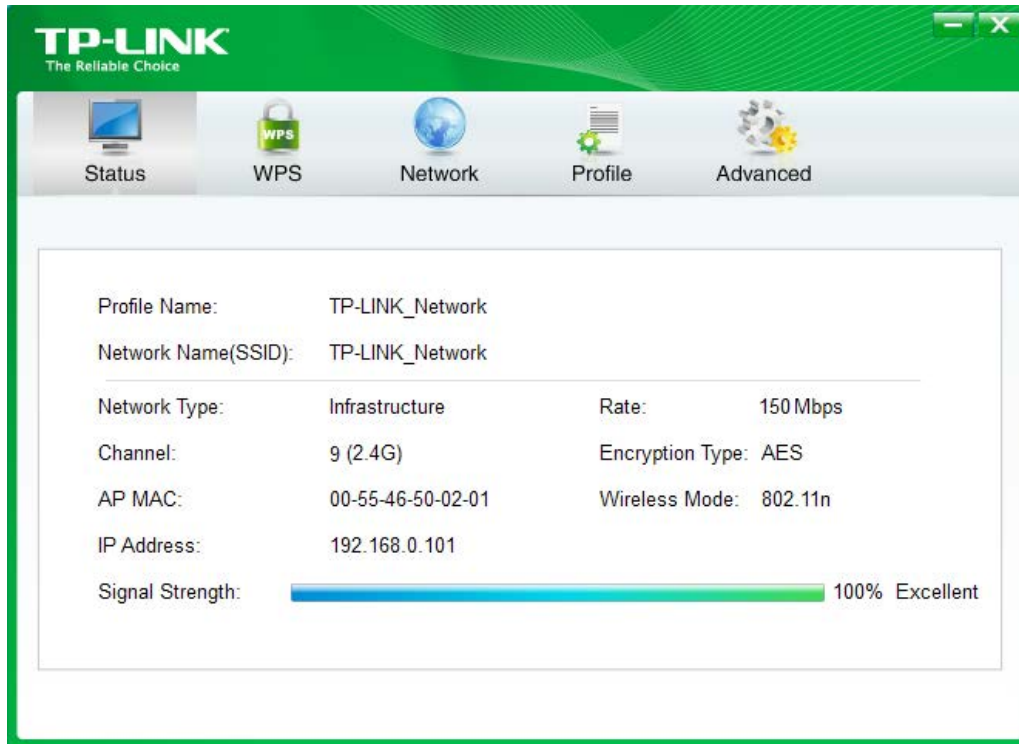 TP-LINK
The Reliable Choice
WPS
Status WPS Network Profile Advanced
Profile Name: TP-LINK_Network
Network Name(SSID): TP-LINK_Network
Network Type: Infrastructure Rate: 150 Mbps
Channel: 9 (2.4G) Encryption Type: AES
AP MAC: 00-55-46-50-02-01 Wireless Mode: 802.11n
IP Address: 192.168.0.101
Signal Strength: 100% Excellent